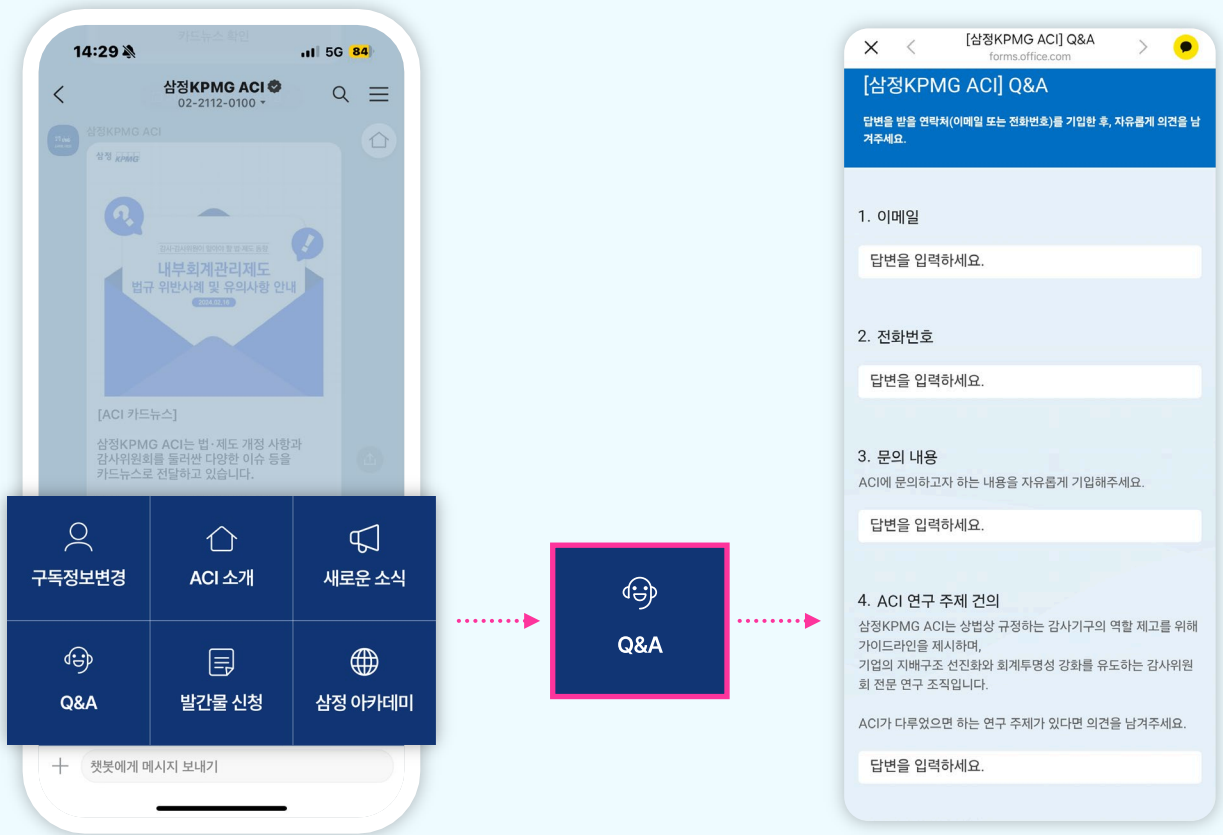 카드뉴스 확인
14:29
5G 84
삼정KPMG ACI
02-2112-0100
삼정KPMG ACI
삼정 KPMG
내부회계관리제도
법규 위반사례 및 유의사항 안내
2024.02.16
[ACI 카드뉴스]
삼정KPMG ACI는 법·제도 개정 사항과
감사위원회를 둘러싼 다양한 이슈 등을
카드뉴스로 전달하고 있습니다.
구독정보변경
ACI 소개
새로운 소식
Q&A
발간물 신청
삼정 아카데미
챗봇에게 메시지 보내기
Q&A
[삼정KPMG ACI] Q&A
forms.office.com
[삼정KPMG ACI] Q&A
답변을 받을 연락처(이메일 또는 전화번호)를 기입한 후, 자유롭게 의견을 남
겨주세요.
1. 이메일
답변을 입력하세요.
2. 전화번호
답변을 입력하세요.
3. 문의 내용
ACI에 문의하고자 하는 내용을 자유롭게 기입해주세요.
답변을 입력하세요.
4. ACI 연구 주제 건의
삼정KPMG ACI는 상법상 규정하는 감사기구의 역할 제고를 위해
가이드라인을 제시하며,
기업의 지배구조 선진화와 회계투명성 강화를 유도하는 감사위원
회 전문 연구 조직입니다.
ACI가 다루었으면 하는 연구 주제가 있다면 의견을 남겨주세요.
답변을 입력하세요.